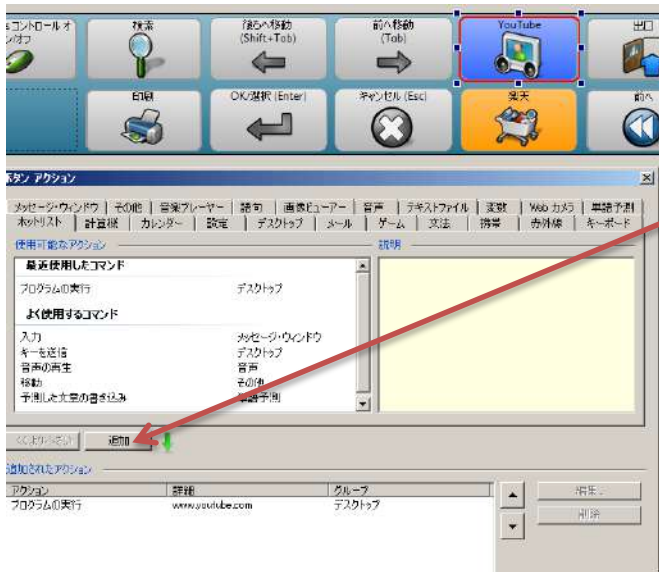 sコントロールオ
ン/オフ
検索
後ろへ移動
(Shift+Tab)
前へ移動
(Tab)
YouTube
出口
印刷
OK/選択 (Enter)
キャンセル (Esc)
楽天
前へ
ボタン アクション
メッセージ・ウィンドウ その他 音楽プレーヤー 語句 画像ビューアー 音声 テキストファイル 変数 Web カメラ 単語予測
ホットリスト 計算機 カレンダー 設定 デスクトップ メール ゲーム 文法 携帯 赤外線 キーボード
使用可能なアクション
説明
最近使用したコマンド
プログラムの実行 デスクトップ
よく使用するコマンド
入力 メッセージ・ウィンドウ
キーを送信 デスクトップ
音声の再生 音声
移動 その他
予測した文章の書き込み 単語予測
追加
追加されたアクション
アクション 詳細 グループ
プログラムの実行 www.youtube.com デスクトップ
編集...
削除